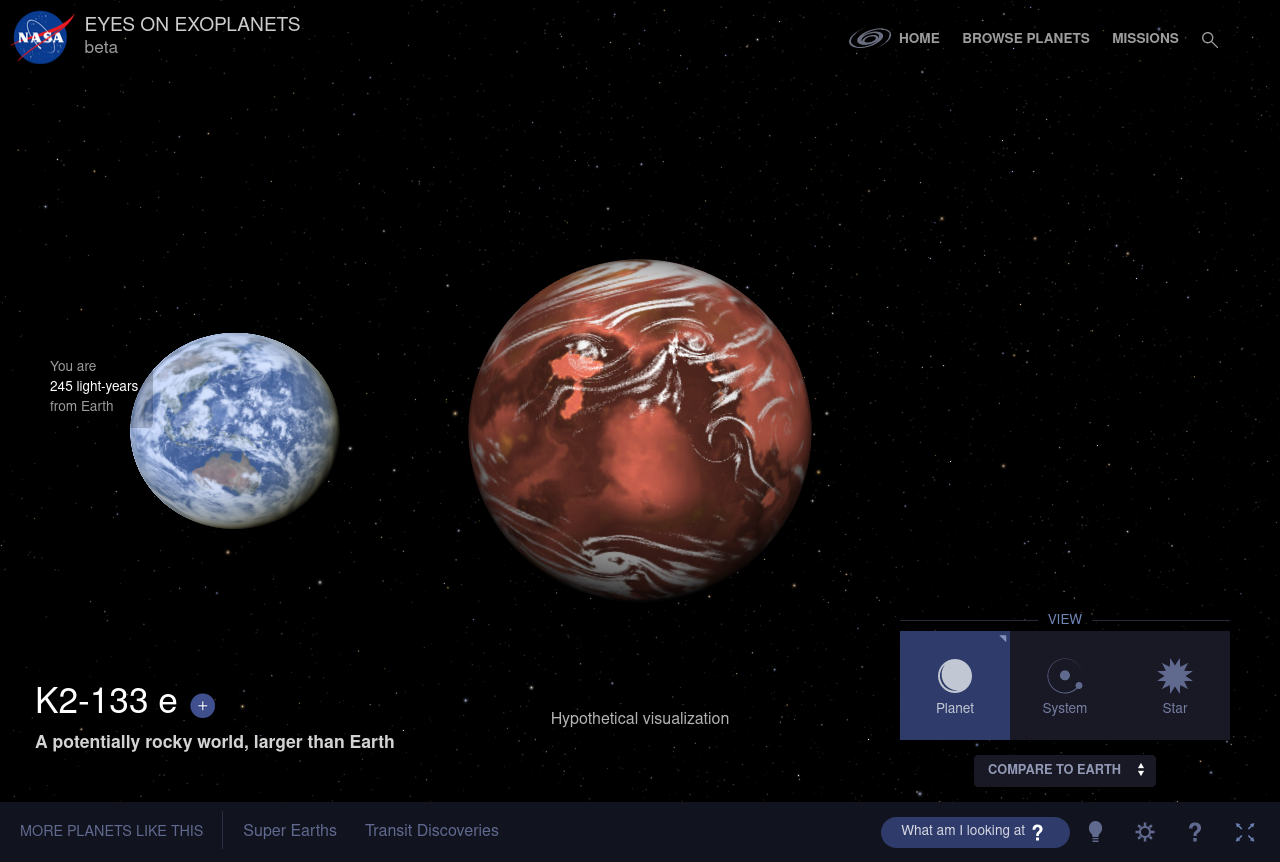 NASA
EYES ON EXOPLANETS
beta
HOME
BROWSE PLANETS
MISSIONS
You are
245 light-years
from Earth
K2-133 e +
A potentially rocky world, larger than Earth
Hypothetical visualization
VIEW
Planet
System
Star
COMPARE TO EARTH
MORE PLANETS LIKE THIS
Super Earths
Transit Discoveries
What am I looking at ?
?